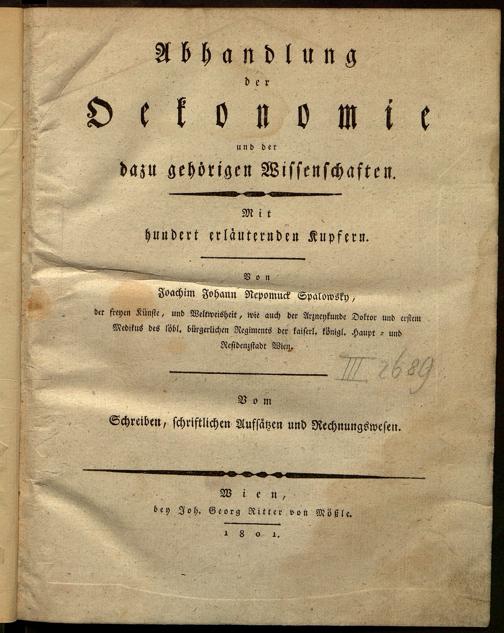 Abhandlung
der
Oekonomie
und der
dazu gehörigen Wissenschaften.
Mit
hundert erläuternden Kupfern.
Von
Joachim Johann Nepomuck Spalowsky,
der freyen Künste, und Weltweisheit, wie auch der Arzneykunde Doktor und erstem
Medikus des löbl. bürgerlichen Regiments der kaiserl. königl. Haupt- und
Residenzstadt Wien.
III 2689
Vom
Schreiben, schriftlichen Aufsätzen und Rechnungswesen.
Wien,
bey Joh. Georg Ritter von Mößle.
1801.